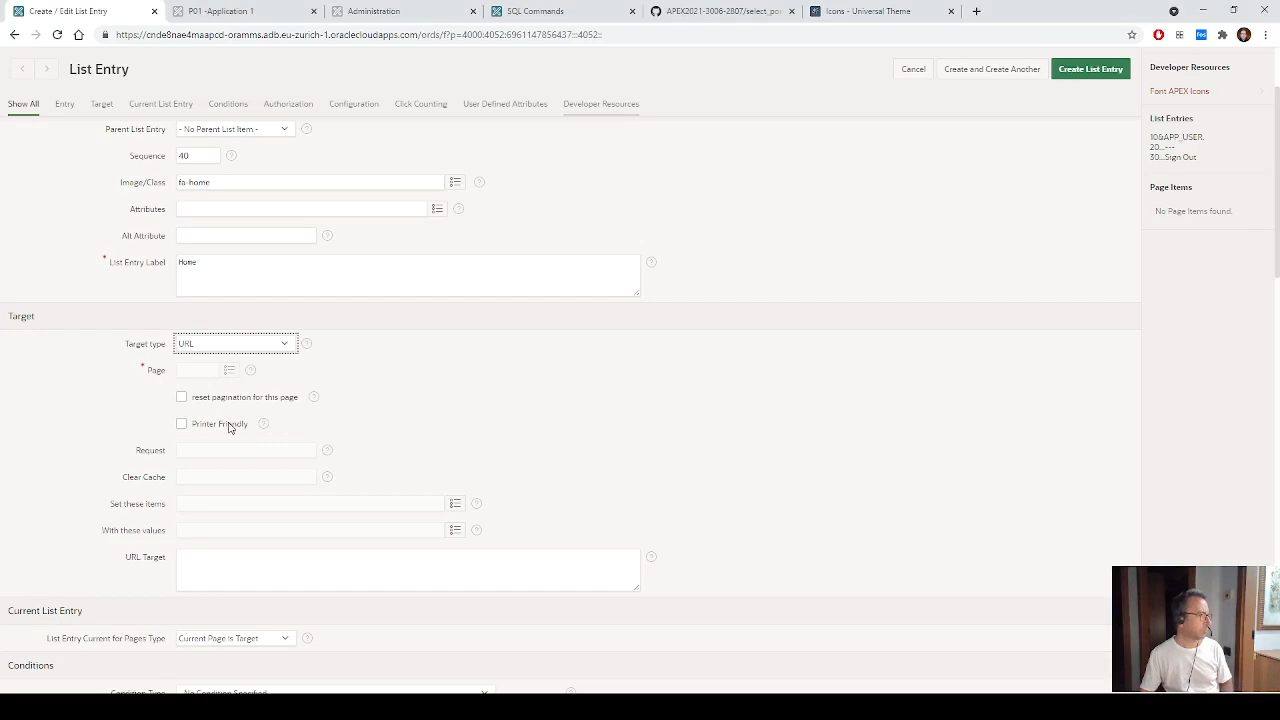 Create / Edit List Entry
P01 -Application 1
Administration
SQL Commands
APEX2021-3006-2807/select_po
Icons - Universal Theme
https://cnde8nae4maapcd-oramms.adb.eu-zurich-1.oraclecloudapps.com/ords/f?p=4000:4052:6961147856437::4052::
List Entry
Cancel
Create and Create Another
Create List Entry
Show All
Entry
Target
Current List Entry
Conditions
Authorization
Configuration
Click Counting
User Defined Attributes
Developer Resources
Parent List Entry
- No Parent List Item -
Sequence
40
Image/Class
fa-home
Attributes
Alt Attribute
* List Entry Label
Home
Target
Target type
URL
* Page
reset pagination for this page
Printer Friendly
Request
Clear Cache
Set these items
With these values
URL Target
Current List Entry
List Entry Current for Pages Type
Current Page is Target
Conditions
Condition Type
- No Condition Specified -
Developer Resources
Font APEX Icons
List Entries
10&APP_USER.
20...---
30...Sign Out
Page Items
No Page Items found.